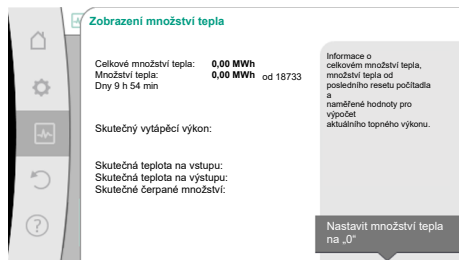 Zobrazení množství tepla
Celkové množství tepla: 0,00 MWh
Množství tepla: 0,00 MWh od 18733
Dny 9 h 54 min
Skutečný vytápěcí výkon:
Skutečná teplota na vstupu:
Skutečná teplota na výstupu:
Skutečné čerpané množství:
Informace o
celkovém množství tepla,
množství tepla od
posledního resetu počítadla
a
naměřené hodnoty pro
výpočet
aktuálního topného výkonu.
Nastavit množství tepla
na „0“
?